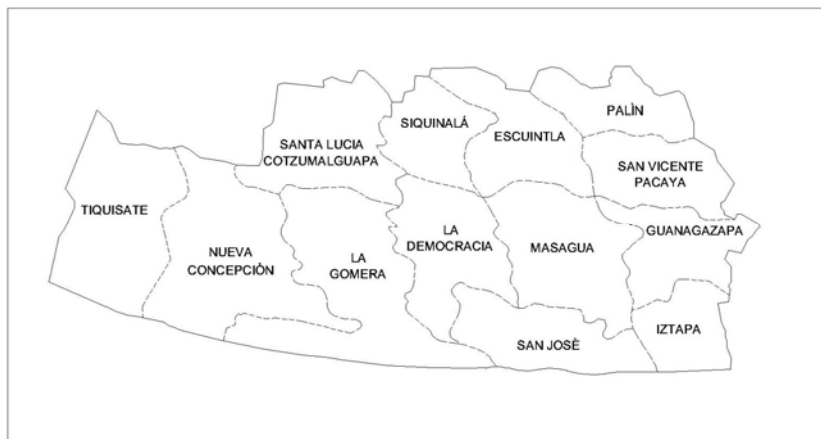 PALÌN
SIQUINALÁ
ESCUINTLA
SANTA LUCIA
COTZUMALGUAPA
SAN VICENTE
PACAYA
TIQUISATE
LA
DEMOCRACIA
GUANAGAZAPA
NUEVA
CONCEPCIÒN
LA
GOMERA
MASAGUA
SAN JOSÈ
IZTAPA